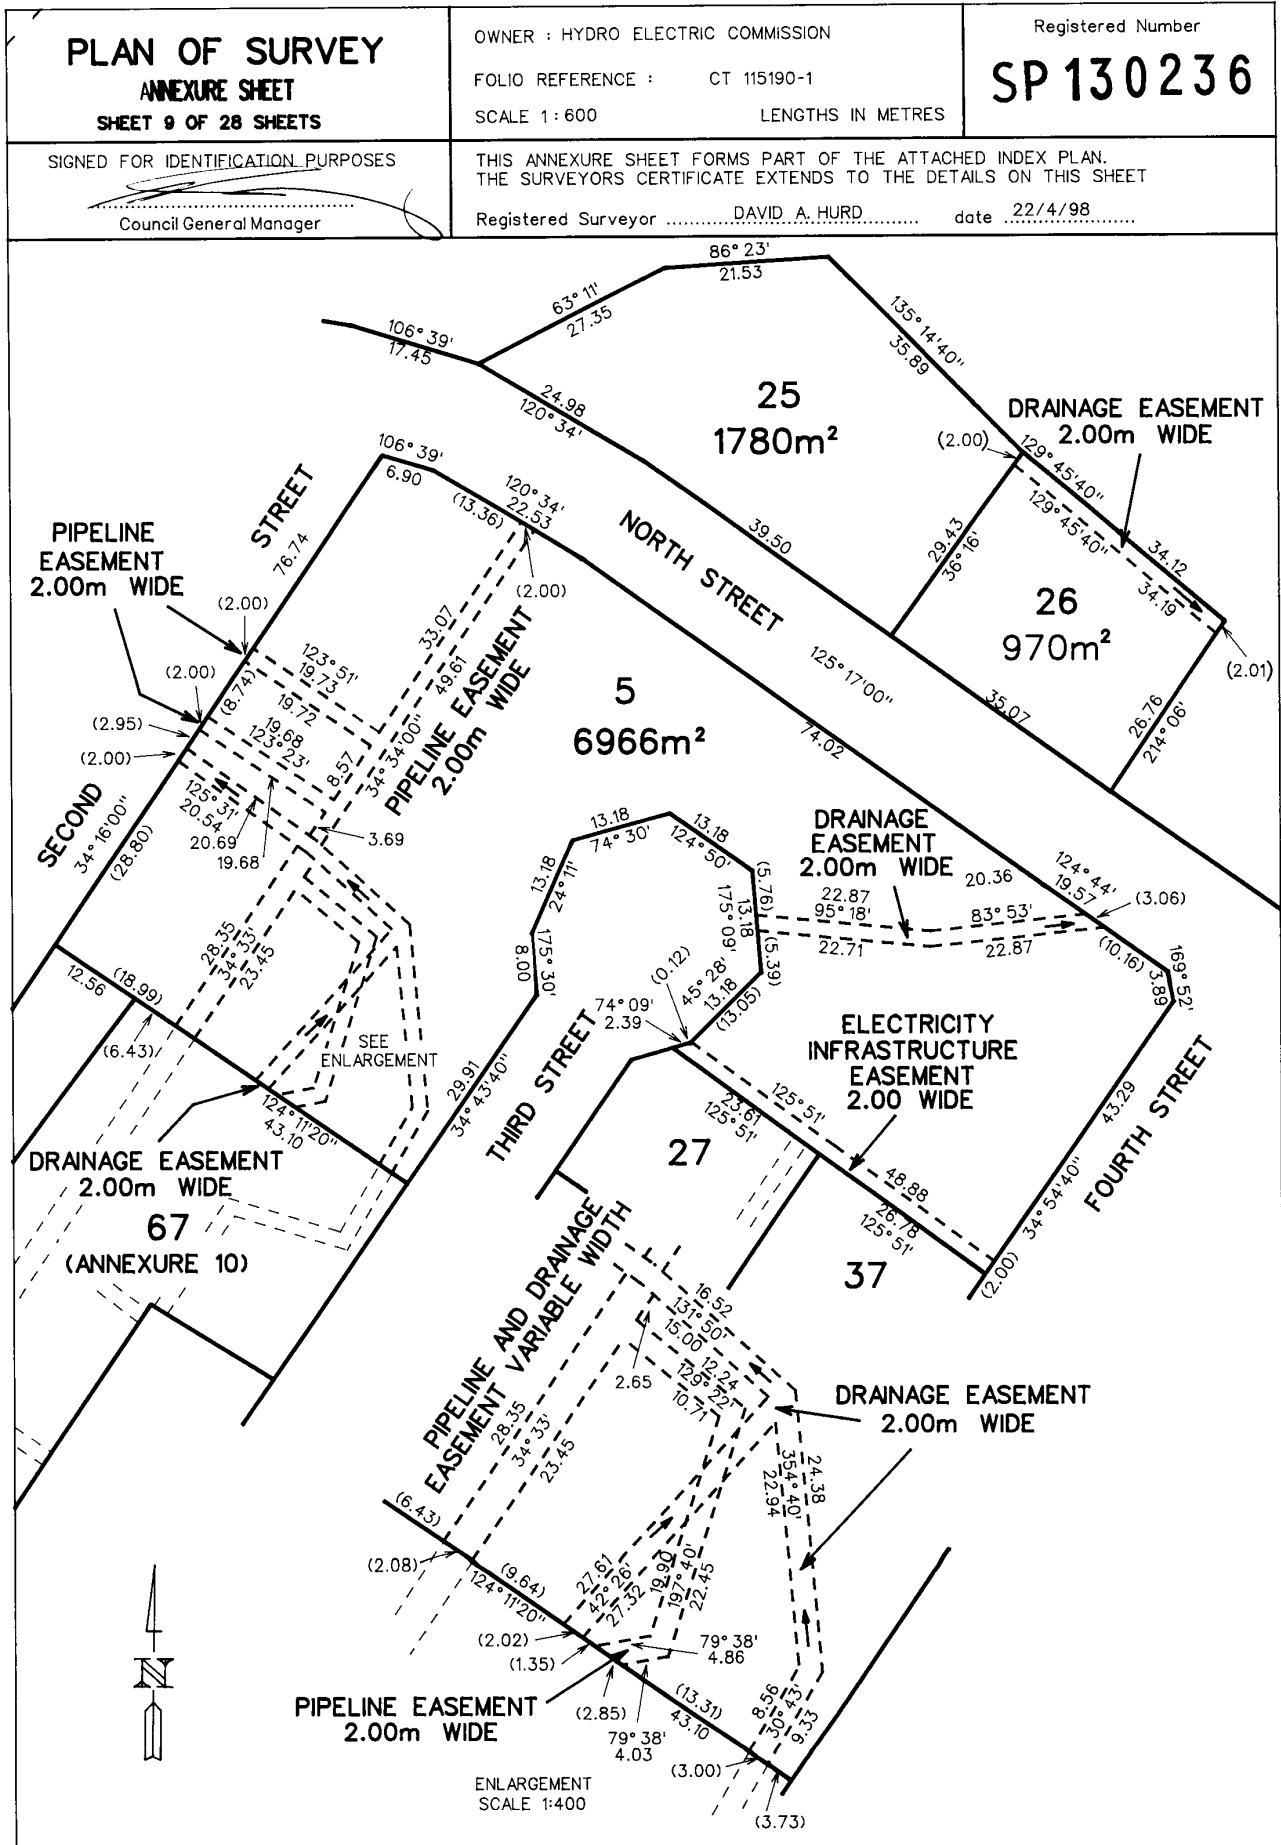 PLAN OF SURVEY
ANNEXURE SHEET
SHEET 9 OF 28 SHEETS
OWNER : HYDRO ELECTRIC COMMISSION
FOLIO REFERENCE : CT 115190-1
SCALE 1:600 LENGTHS IN METRES
Registered Number
SP 130236
SIGNED FOR IDENTIFICATION PURPOSES
Council General Manager
THIS ANNEXURE SHEET FORMS PART OF THE ATTACHED INDEX PLAN.
THE SURVEYORS CERTIFICATE EXTENDS TO THE DETAILS ON THIS SHEET
Registered Surveyor DAVID A. HURD date 22/4/98
86° 23'
21.53
63° 11'
27.35
106° 39'
17.45
135° 14'40"
35.89
24.98
120° 34'
25
1780m²
DRAINAGE EASEMENT
2.00m WIDE
(2.00)
129° 45'40"
129° 45'40"
34.12
34.19
106° 39'
6.90
(13.36)
120° 34'
22.53
(2.00)
NORTH STREET
39.50
29.43
36° 16'
26
970m²
(2.01)
26.76
214° 06'
35.07
125° 17'00"
74.02
STREET
76.74
PIPELINE
EASEMENT
2.00m WIDE
(2.00)
(2.00)
(8.74)
(2.95)
(2.00)
123° 51'
19.73
19.72
19.68
123° 23'
33.07
49.61
8.57
34° 34'00"
PIPELINE EASEMENT
2.00m WIDE
5
6966m²
SECOND
34° 16'00"
(28.80)
125° 31'
20.54
20.69
19.68
3.69
13.18
74° 30'
13.18
124° 50'
13.18
24° 11'
175° 30'
8.00
(5.76)
13.18
175° 09'
(5.39)
45° 28'
13.18
(13.05)
(0.12)
74° 09'
2.39
DRAINAGE
EASEMENT
2.00m WIDE
22.87
95° 18'
22.71
20.36
83° 53'
22.87
124° 44'
19.57
(3.06)
(10.16)
169° 52'
3.89
28.35
34° 33'
23.45
12.56
(18.99)
(6.43)
SEE
ENLARGEMENT
124° 11'20"
43.10
29.91
34° 43'40"
THIRD STREET
ELECTRICITY
INFRASTRUCTURE
EASEMENT
2.00 WIDE
125° 51'
23.61
125° 51'
48.88
26.78
125° 51'
43.29
34° 54'40"
FOURTH STREET
(2.00)
27
37
DRAINAGE EASEMENT
2.00m WIDE
67
(ANNEXURE 10)
PIPELINE AND DRAINAGE
EASEMENT VARIABLE WIDTH
16.52
131° 50'
15.00
12.24
129° 22'
10.71
2.65
28.35
34° 33'
23.45
DRAINAGE EASEMENT
2.00m WIDE
24.38
354° 40'
22.94
(6.43)
(2.08)
(9.64)
124° 11'20"
27.61
42° 26'
27.32
19.90
197° 40'
22.45
(2.02)
(1.35)
79° 38'
4.86
PIPELINE EASEMENT
2.00m WIDE
(2.85)
79° 38'
4.03
(13.31)
43.10
8.56
30° 43'
9.33
(3.00)
(3.73)
N
ENLARGEMENT
SCALE 1:400